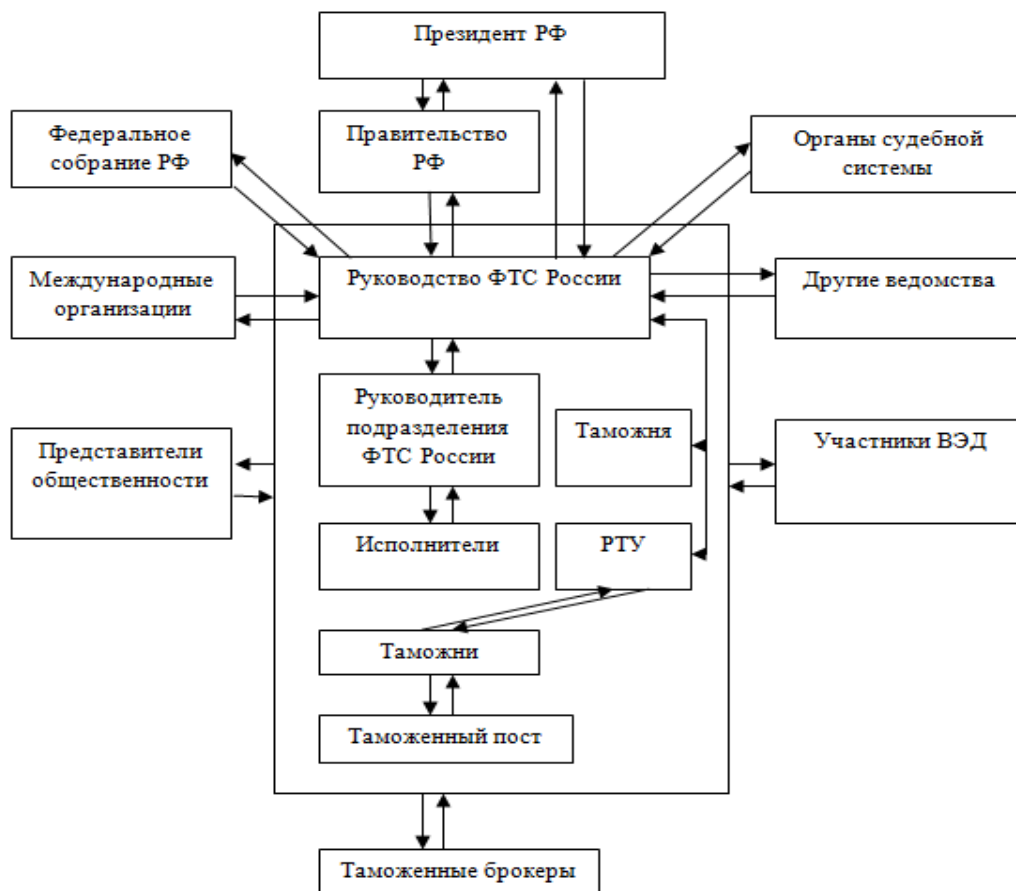 Президент РФ
Федеральное
собрание РФ
Правительство
РФ
Органы судебной
системы
Международные
организации
Руководство ФТС России
Другие ведомства
Руководитель
подразделения
ФТС России
Таможня
Представители
общественности
Участники ВЭД
Исполнители
РТУ
Таможни
Таможенный пост
Таможенные брокеры